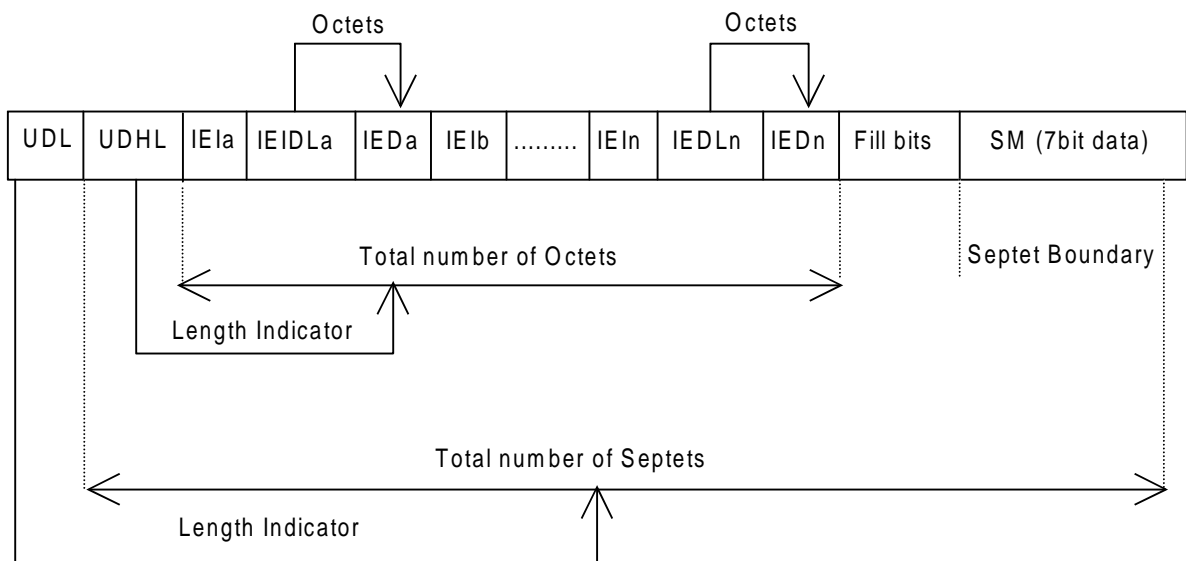 Octets Octets
UDL UDHL IEIa IEIDLa IEDa IEIb ......... IEIn IEDLn IEDn Fill bits SM (7bit data)
Total number of Octets
Septet Boundary
Length Indicator
Total number of Septets
Length Indicator